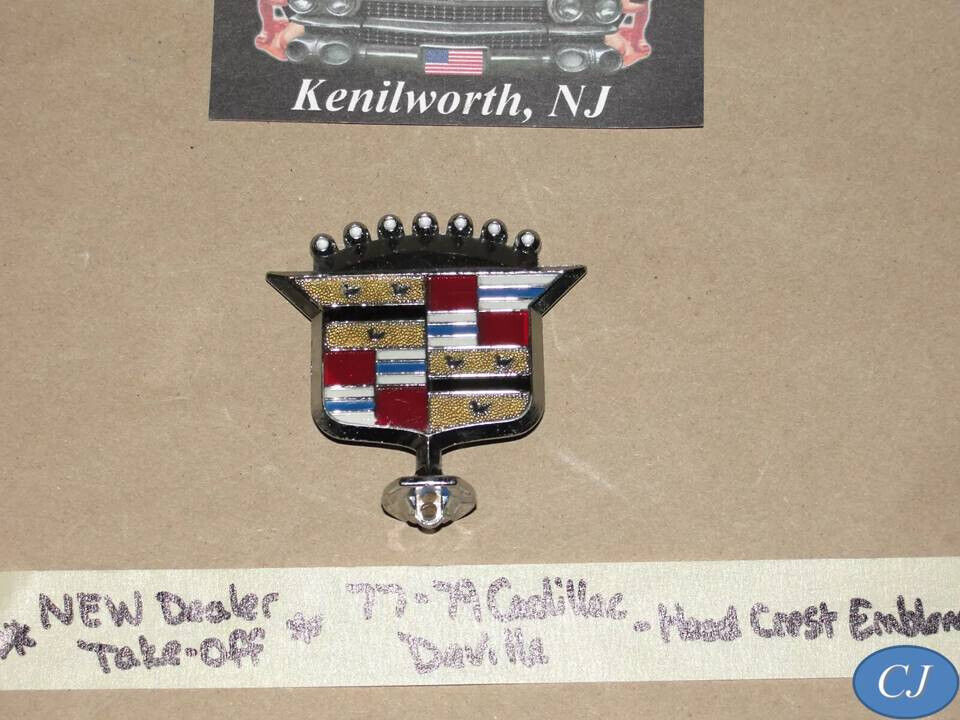 Kenilworth, NJ
* NEW Dealer * 77-79 Cadillac - Hood Crest Emblem
Take-Off Deville
CJ